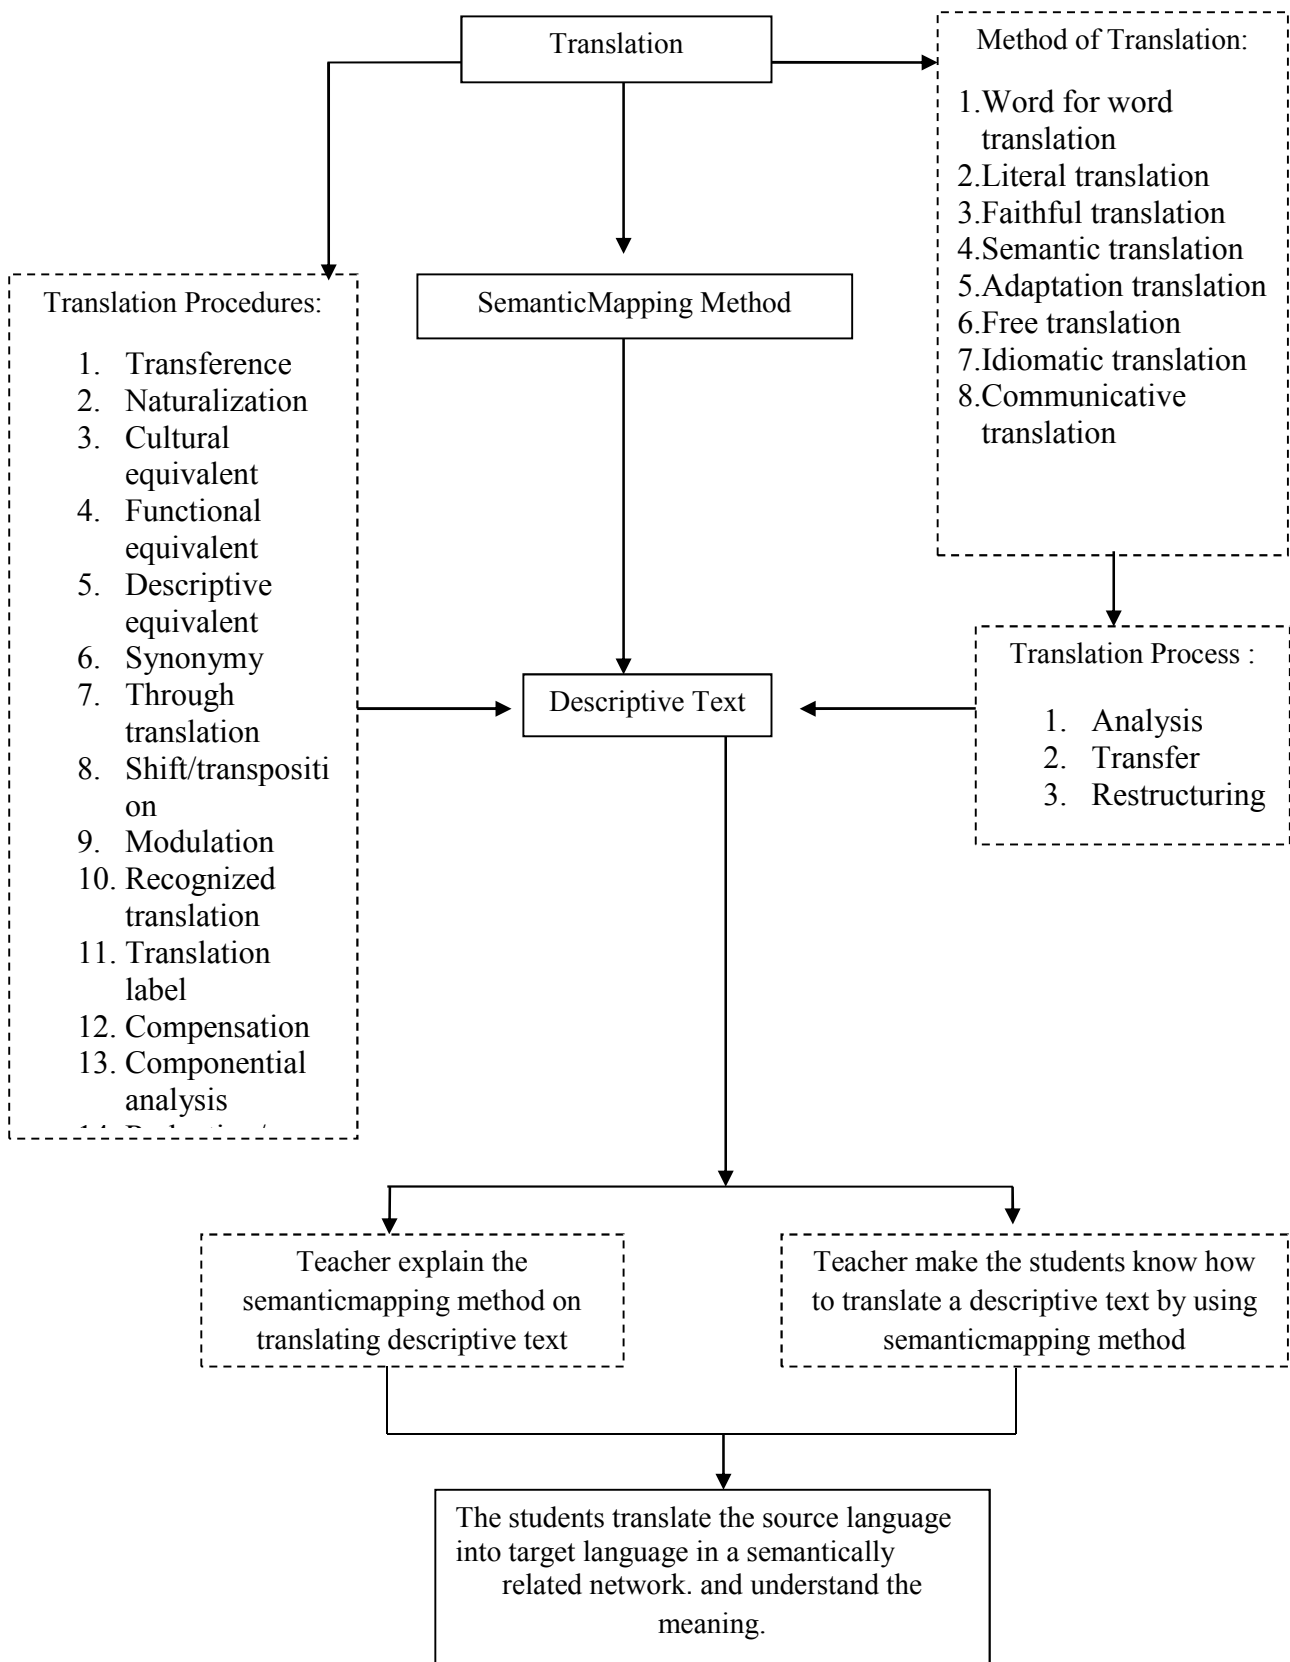 Translation
Method of Translation:
1.Word for word
translation
2.Literal translation
3.Faithful translation
4.Semantic translation
5.Adaptation translation
6.Free translation
7.Idiomatic translation
8.Communicative
translation
Translation Procedures:
1. Transference
2. Naturalization
3. Cultural
equivalent
4. Functional
equivalent
5. Descriptive
equivalent
6. Synonymy
7. Through
translation
8. Shift/transpositi
on
9. Modulation
10. Recognized
translation
11. Translation
label
12. Compensation
13. Componential
analysis
SemanticMapping Method
Descriptive Text
Translation Process :
1. Analysis
2. Transfer
3. Restructuring
Teacher explain the
semanticmapping method on
translating descriptive text
Teacher make the students know how
to translate a descriptive text by using
semanticmapping method
The students translate the source language
into target language in a semantically
related network. and understand the
meaning.